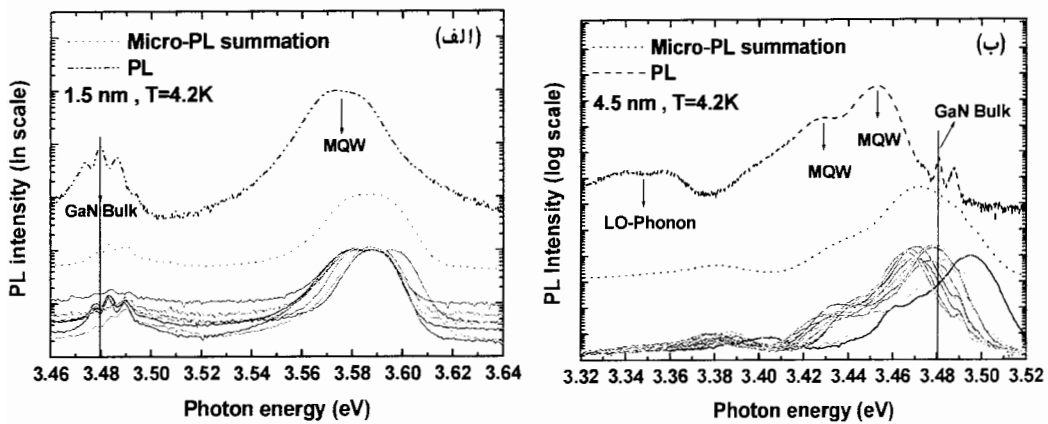 (الف)
Micro-PL summation
PL
1.5 nm , T=4.2K
MQW
GaN Bulk
PL intensity (ln scale)
3.46 3.48 3.50 3.52 3.54 3.56 3.58 3.60 3.62 3.64
Photon energy (eV)
(ب)
Micro-PL summation
PL
4.5 nm , T=4.2K
GaN Bulk
MQW
MQW
LO-Phonon
PL Intensity (log scale)
3.32 3.34 3.36 3.38 3.40 3.42 3.44 3.46 3.48 3.50 3.52
Photon energy (eV)